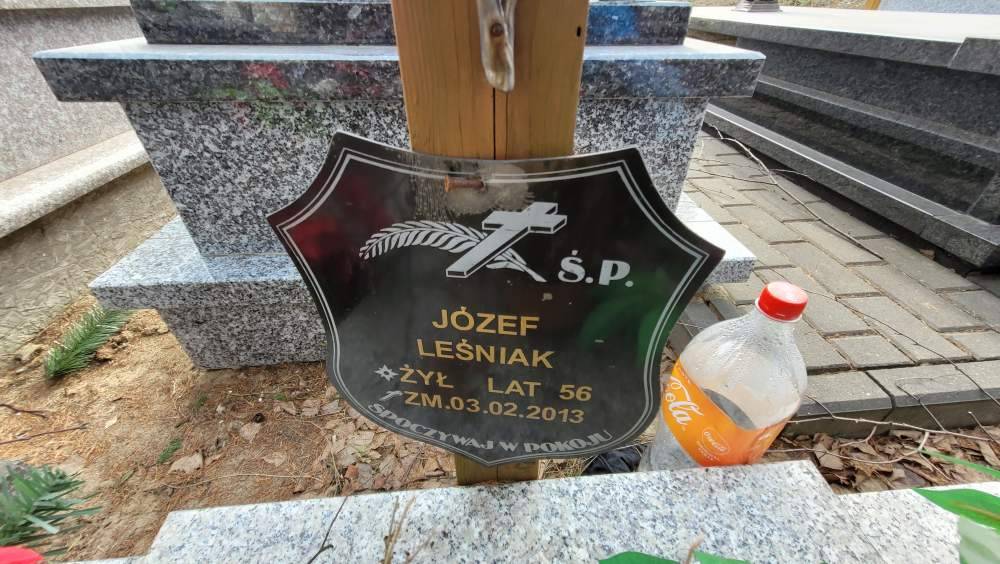 Ś.P.
JÓZEF
LEŚNIAK
ŻYŁ LAT 56
ZM.03.02.2013
SPOCZYWAJ W POKOJU
Cola.